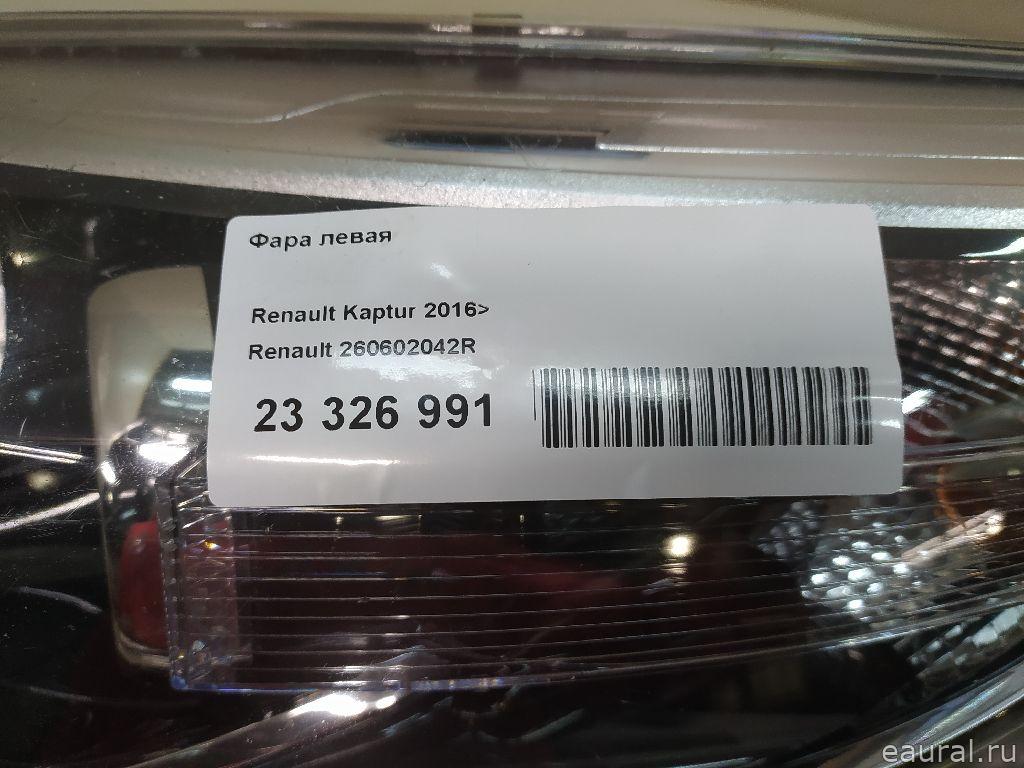 Фара левая
Renault Kaptur 2016>
Renault 260602042R
23 326 991
eaural.ru